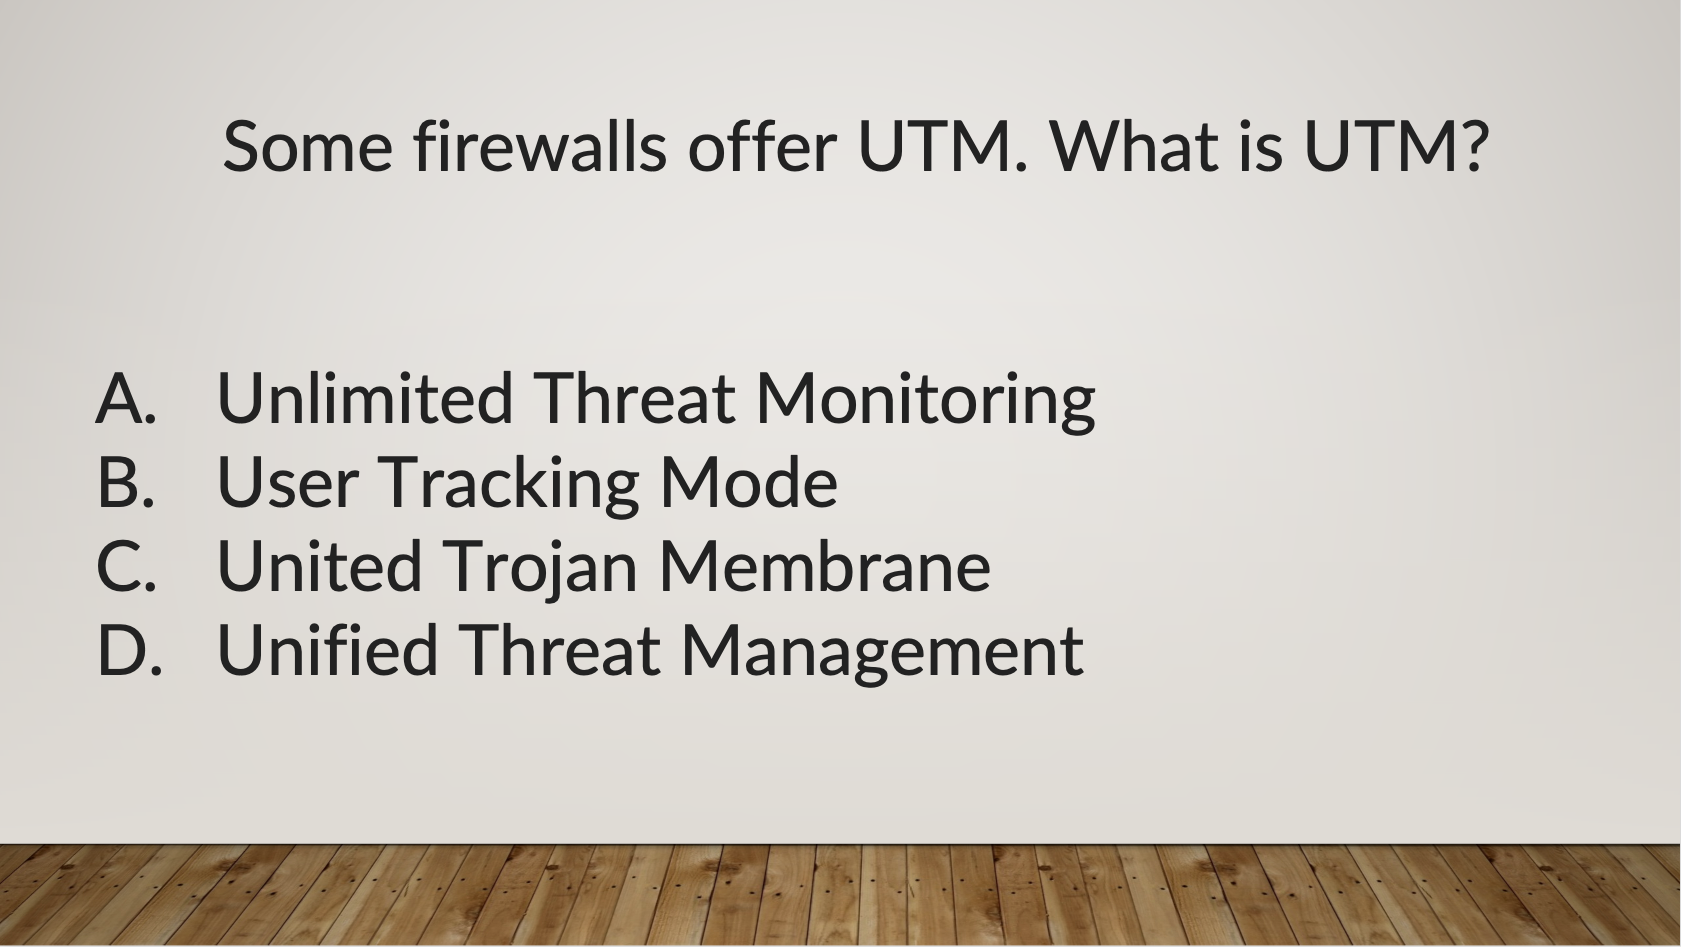 Some firewalls offer UTM. What is UTM?
A. Unlimited Threat Monitoring
B. User Tracking Mode
C. United Trojan Membrane
D. Unified Threat Management